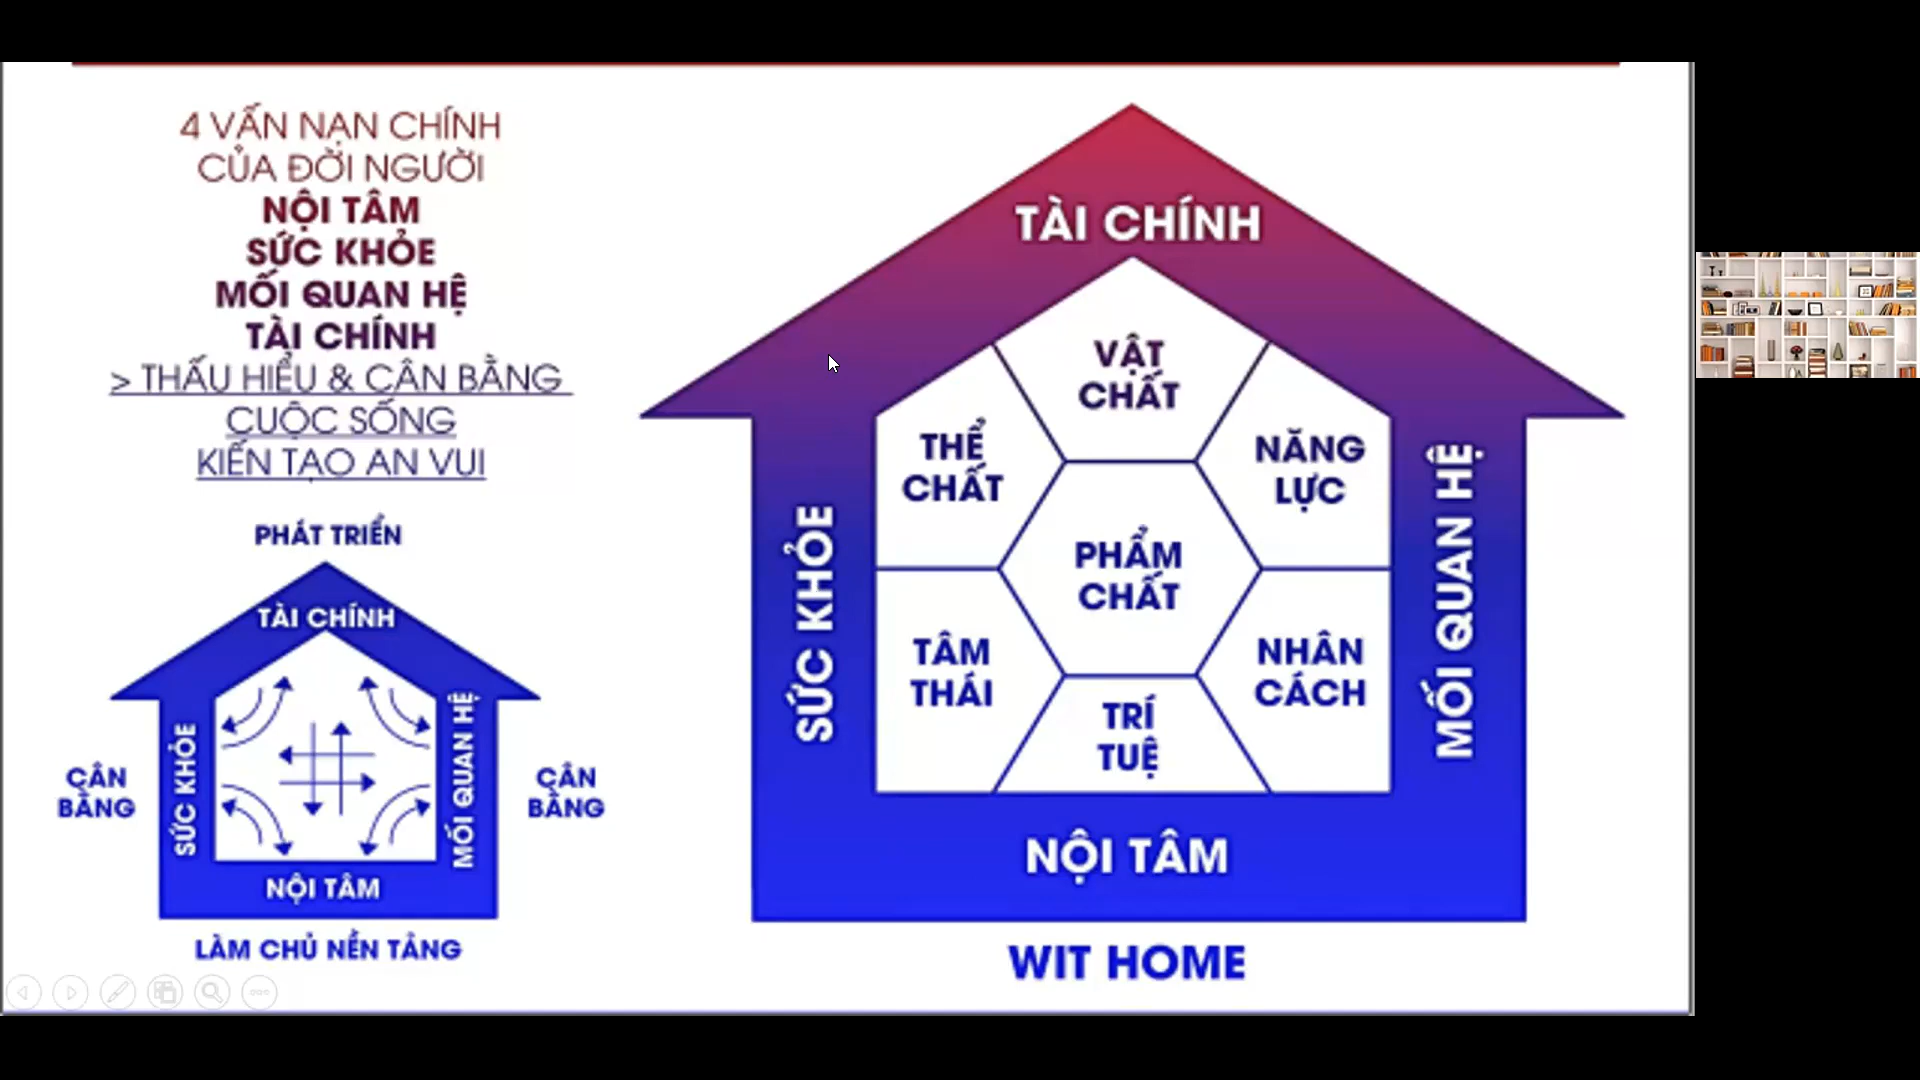 4 VẤN NẠN CHÍNH
CỦA ĐỜI NGƯỜI
NỘI TÂM
SỨC KHỎE
MỐI QUAN HỆ
TÀI CHÍNH
> THẤU HIỂU & CÂN BẰNG
CUỘC SỐNG
KIẾN TẠO AN VUI
PHÁT TRIỂN
TÀI CHÍNH
CÂN
BẰNG
SỨC KHỎE
MỐI QUAN HỆ
CÂN
BẰNG
NỘI TÂM
LÀM CHỦ NỀN TẢNG
TÀI CHÍNH
VẬT
CHẤT
THỂ
CHẤT
NĂNG
LỰC
SỨC KHỎE
PHẨM
CHẤT
MỐI QUAN HỆ
TÂM
THÁI
NHÂN
CÁCH
TRÍ
TUỆ
NỘI TÂM
WIT HOME